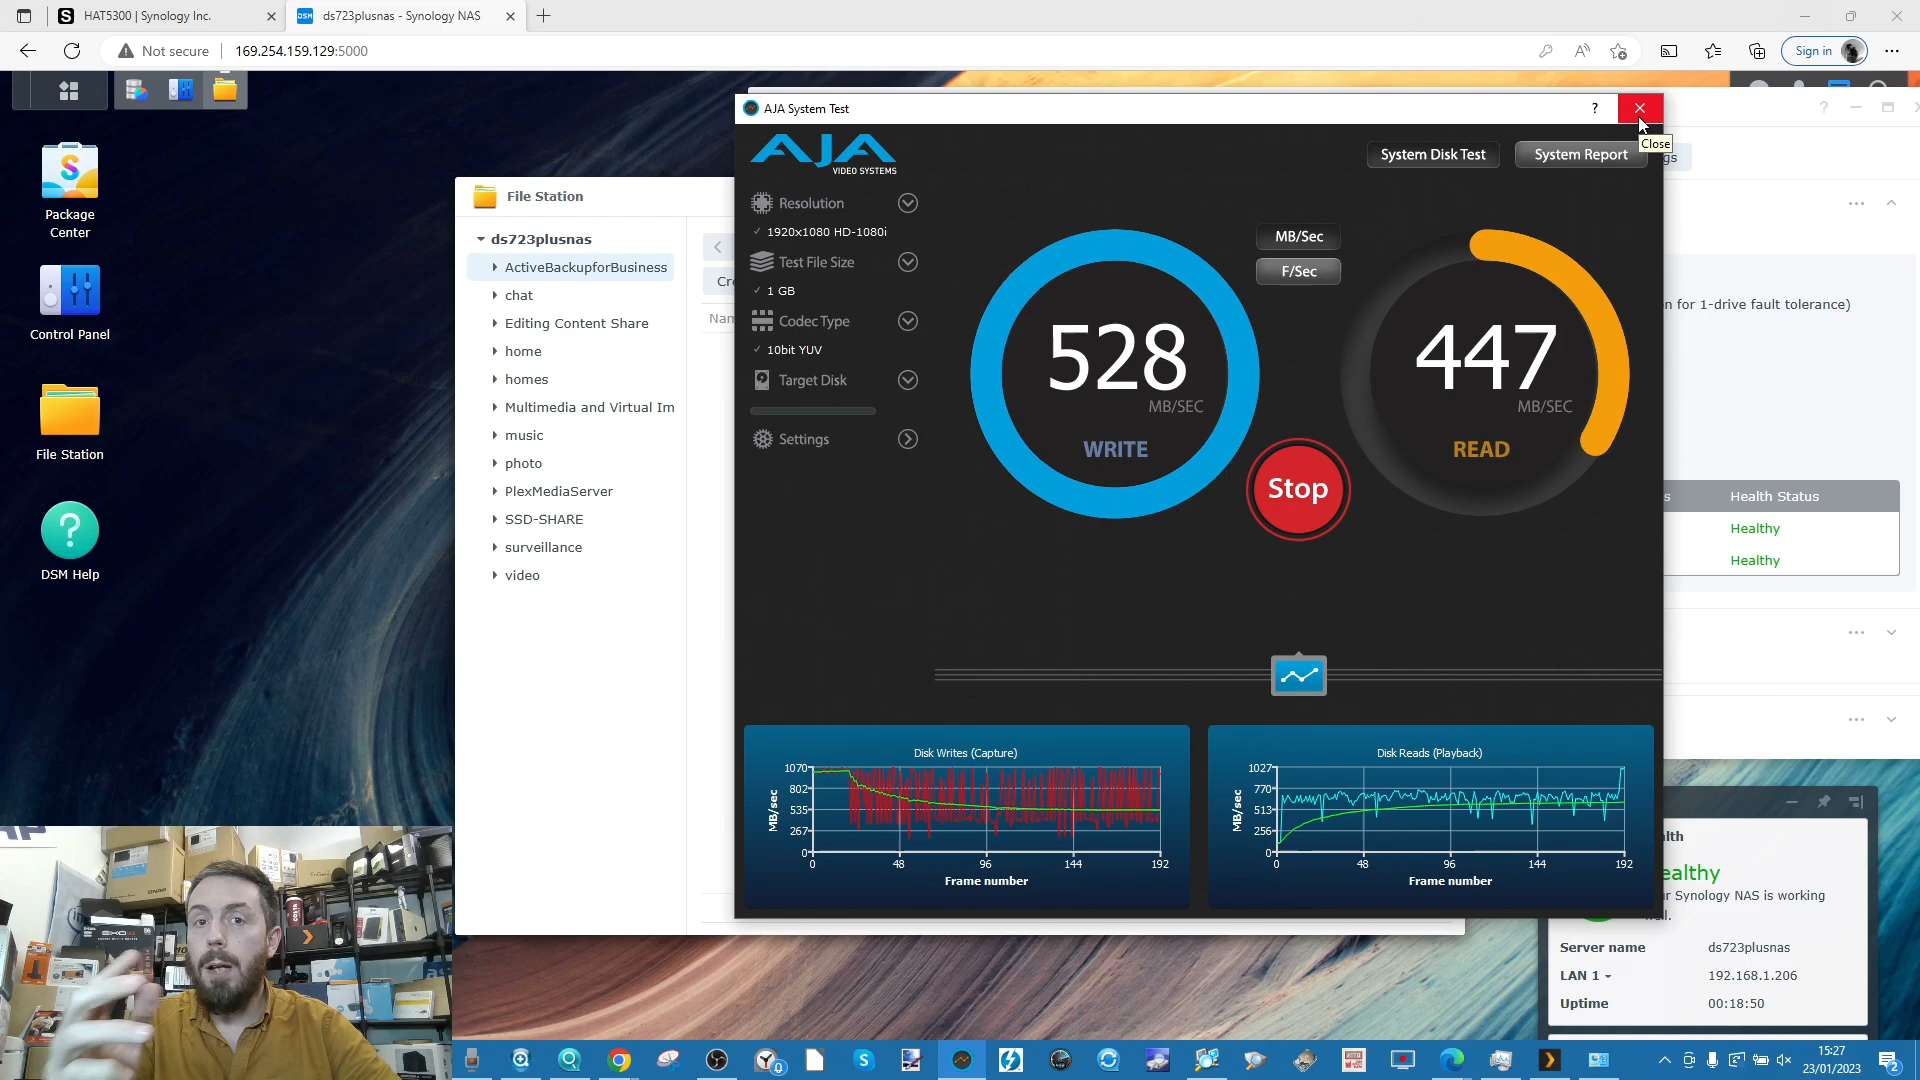 HAT5300 | Synology Inc.
ds723plusnas - Synology NAS
Not secure
169.254.159.129:5000
Sign in
Package
Center
Control Panel
File Station
DSM Help
File Station
ds723plusnas
ActiveBackupforBusiness
chat
Editing Content Share
home
homes
Multimedia and Virtual Im
music
photo
PlexMediaServer
SSD-SHARE
surveillance
video
AJA System Test
Close
AJA
VIDEO SYSTEMS
System Disk Test
System Report
Resolution
1920x1080 HD-1080i
Test File Size
1 GB
Codec Type
10bit YUV
Target Disk
Settings
MB/Sec
F/Sec
528
MB/SEC
WRITE
447
MB/SEC
READ
Stop
Disk Writes (Capture)
1070
802
535
267
0
MB/sec
0 48 96 144 192
Frame number
Disk Reads (Playback)
1027
770
513
256
0
MB/sec
0 48 96 144 192
Frame number
n for 1-drive fault tolerance)
Health Status
Healthy
Healthy
lth
ealthy
ur Synology NAS is working
ell.
Server name ds723plusnas
LAN 1 192.168.1.206
Uptime 00:18:50
15:27
23/01/2023
2